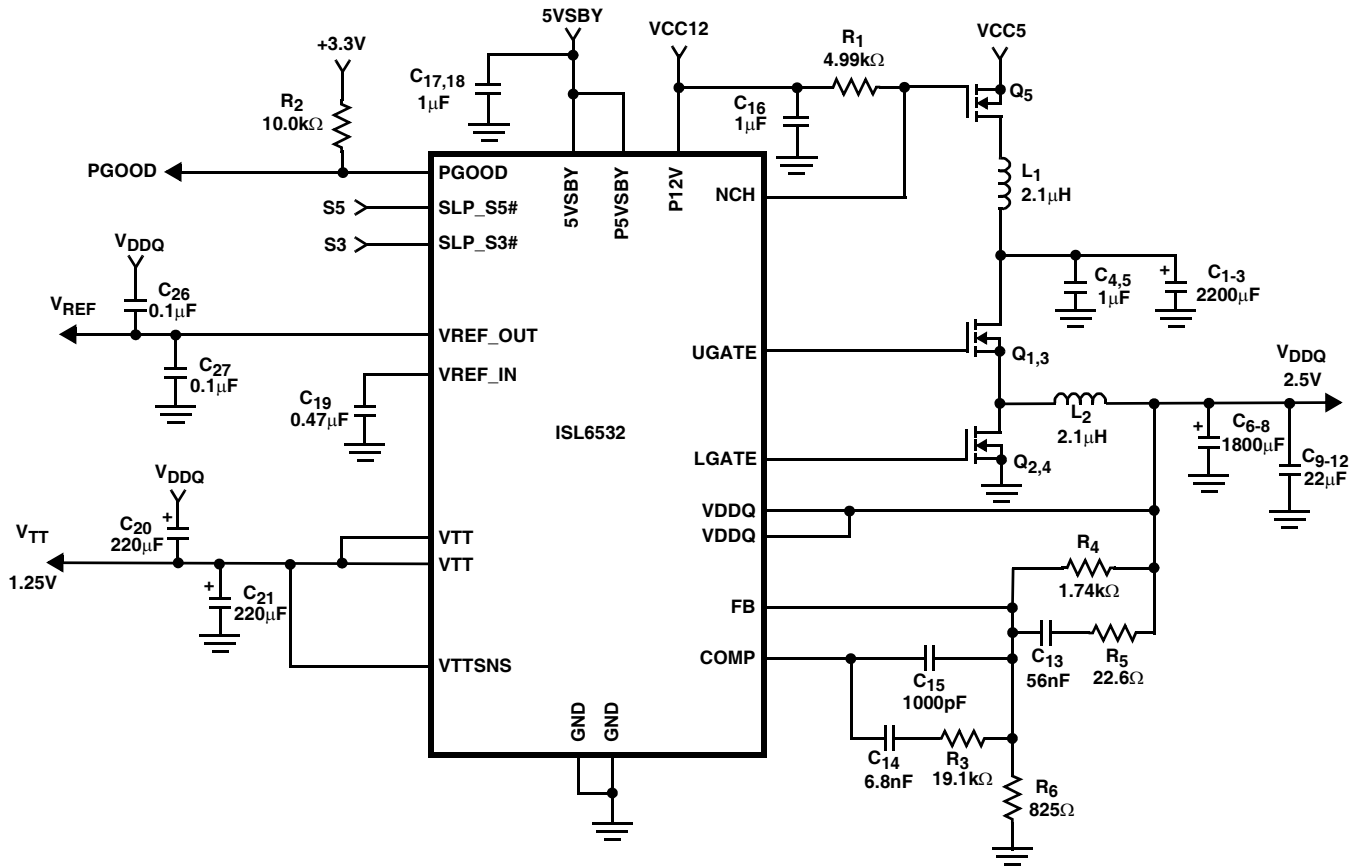 5VSBY
VCC12
VCC5
+3.3V
R1
4.99kΩ
C17,18
1µF
R2
10.0kΩ
C16
1µF
Q5
PGOOD
PGOOD
5VSBY
P5VSBY
P12V
NCH
L1
2.1µH
S5
SLP_S5#
S3
SLP_S3#
VDDQ
C26
0.1µF
VREF
VREF_OUT
C4,5
1µF
+
C1-3
2200µF
UGATE
Q1,3
C27
0.1µF
VREF_IN
C19
0.47µF
ISL6532
VDDQ
2.5V
L2
2.1µH
+
C6-8
1800µF
C9-12
22µF
LGATE
Q2,4
VDDQ
VDDQ
VDDQ
+
C20
220µF
VTT
1.25V
VTT
VTT
+
C21
220µF
R4
1.74kΩ
FB
C13
56nF
R5
22.6Ω
COMP
VTTSNS
C15
1000pF
GND
GND
C14
6.8nF
R3
19.1kΩ
R6
825Ω